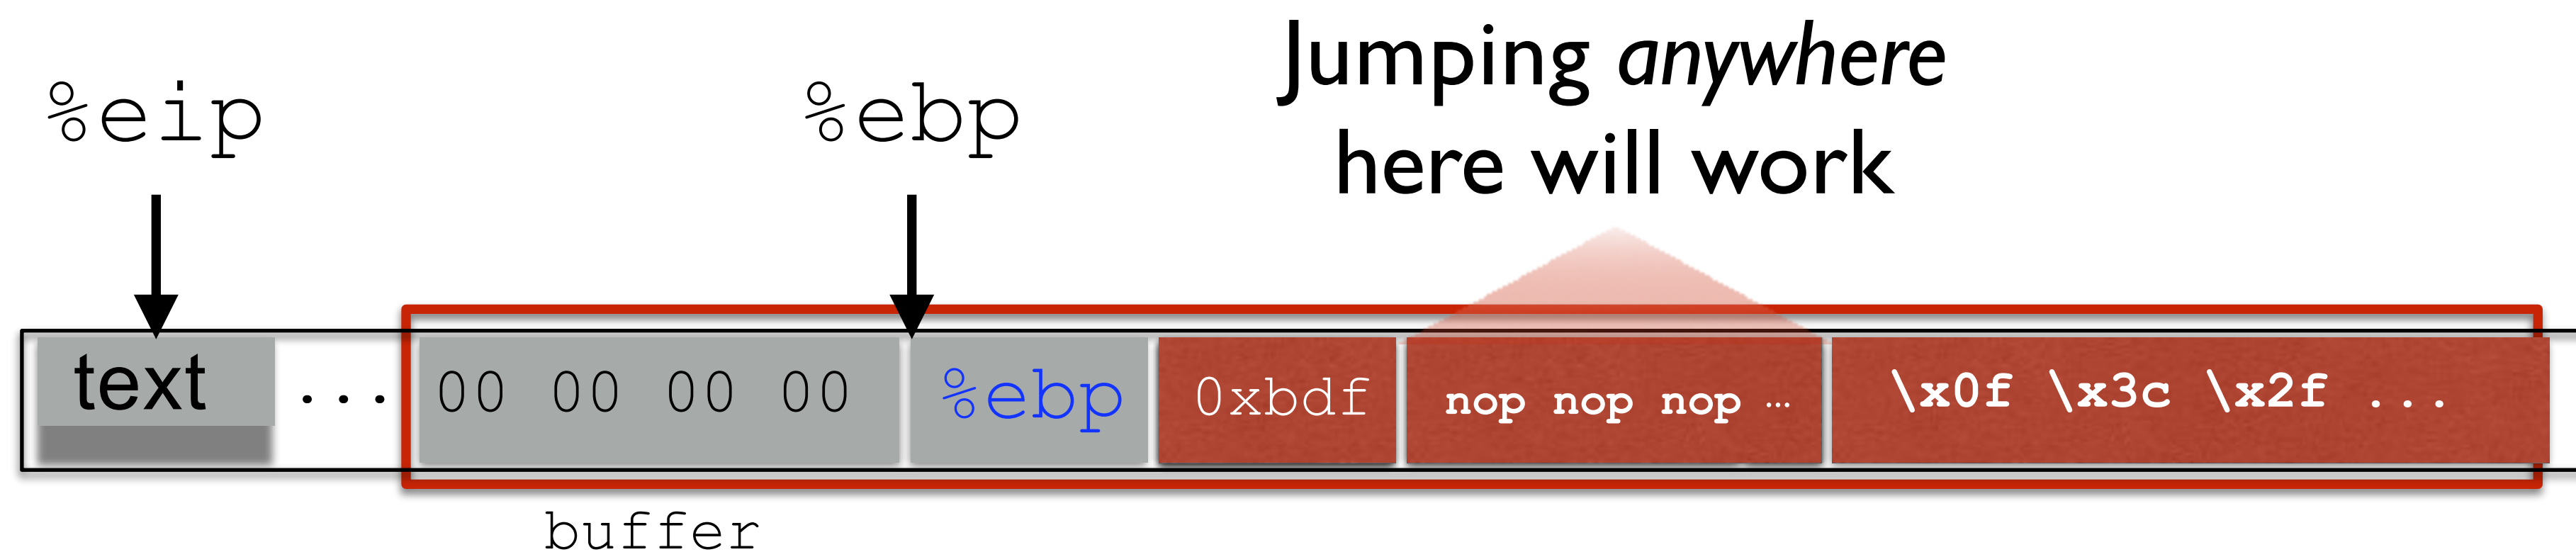 Jumping anywhere
here will work
%eip
%ebp
text ... 00 00 00 00 %ebp 0xbdf nop nop nop ... \x0f \x3c \x2f ...
buffer